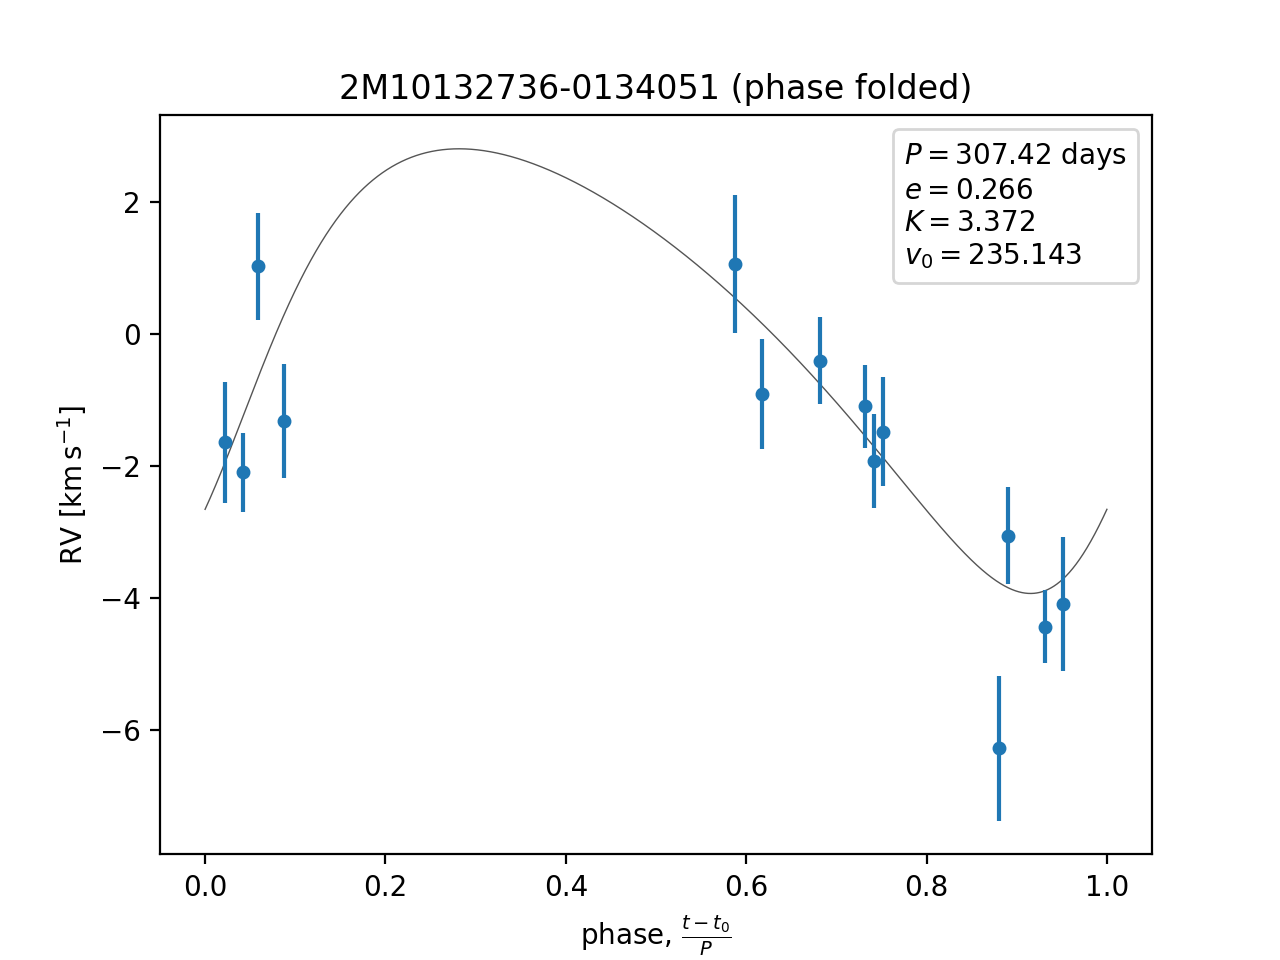 2M10132736-0134051 (phase folded)
P = 307.42 days
e = 0.266
K = 3.372
v₀ = 235.143
RV [km s⁻¹]
2
0
−2
−4
−6
0.0 0.2 0.4 0.6 0.8 1.0
phase, (t − t₀)/P